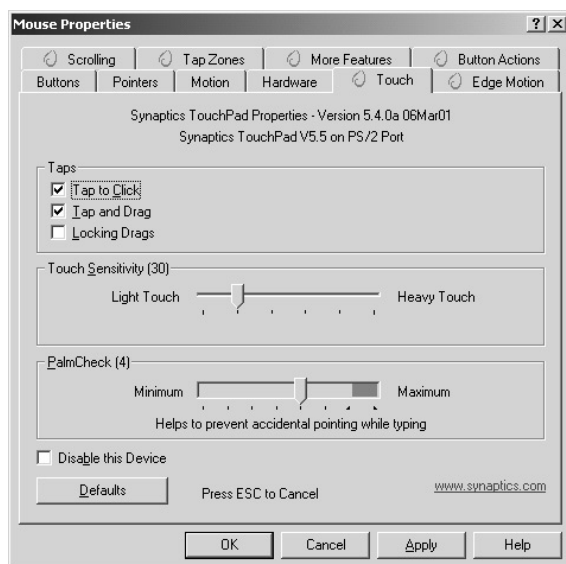 Mouse Properties
Scrolling Tap Zones More Features Button Actions
Buttons Pointers Motion Hardware Touch Edge Motion
Synaptics TouchPad Properties - Version 5.4.0a 06Mar01
Synaptics TouchPad V5.5 on PS/2 Port
Taps
Tap to Click
Tap and Drag
Locking Drags
Touch Sensitivity (30)
Light Touch Heavy Touch
PalmCheck (4)
Minimum Maximum
Helps to prevent accidental pointing while typing
Disable this Device
Defaults Press ESC to Cancel www.synaptics.com
OK Cancel Apply Help